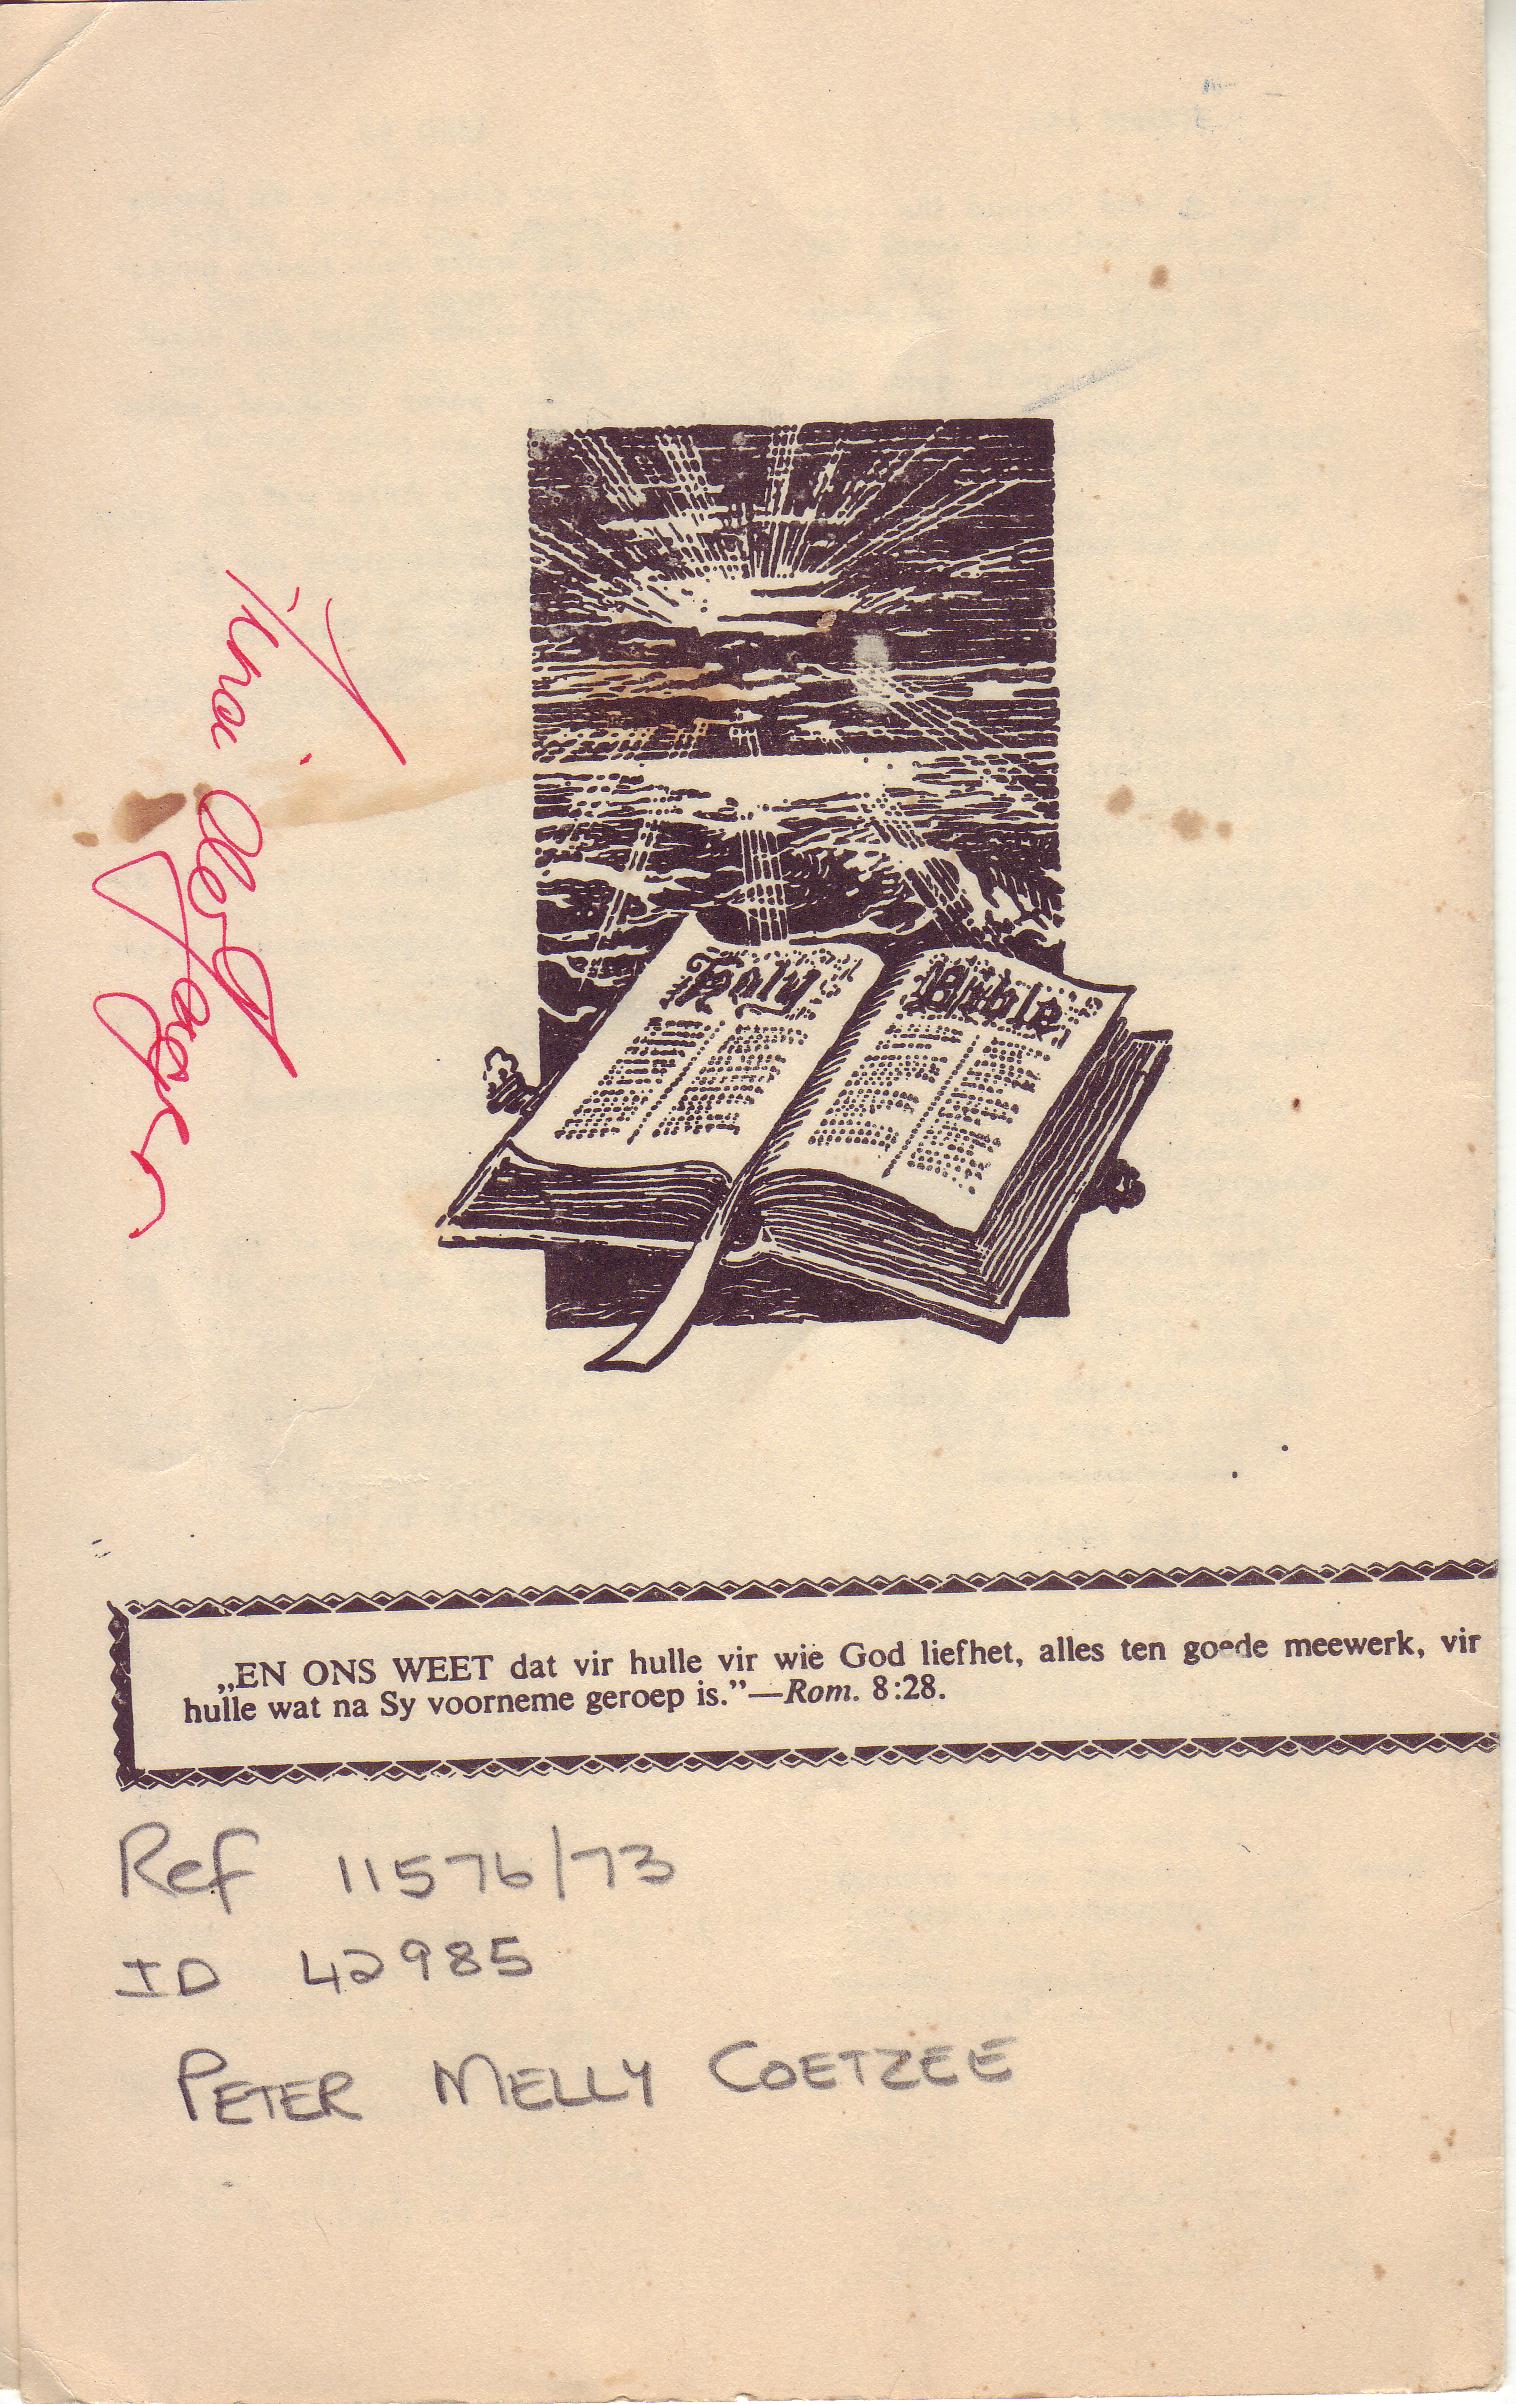 Holy Bible
„EN ONS WEET dat vir hulle vir wie God liefhet, alles ten goede meewerk, vir
hulle wat na Sy voorneme geroep is.”—Rom. 8:28.
Ref 11576/73
ID 42985
PETER MELLY COETZEE